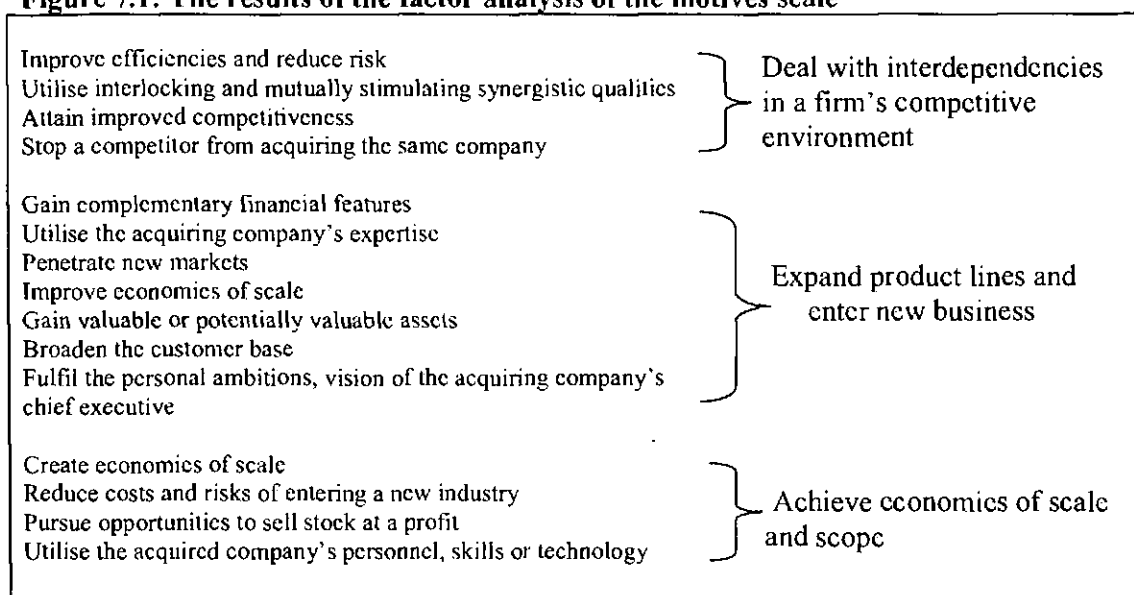 Figure 7.1: The results of the factor analysis of the motives scale
Improve efficiencies and reduce risk
Utilise interlocking and mutually stimulating synergistic qualities
Attain improved competitiveness
Stop a competitor from acquiring the same company
Deal with interdependencies
in a firm's competitive
environment
Gain complementary financial features
Utilise the acquiring company's expertise
Penetrate new markets
Improve economies of scale
Gain valuable or potentially valuable assets
Broaden the customer base
Fulfil the personal ambitions, vision of the acquiring company's
chief executive
Expand product lines and
enter new business
Create economies of scale
Reduce costs and risks of entering a new industry
Pursue opportunities to sell stock at a profit
Utilise the acquired company's personnel, skills or technology
Achieve economies of scale
and scope